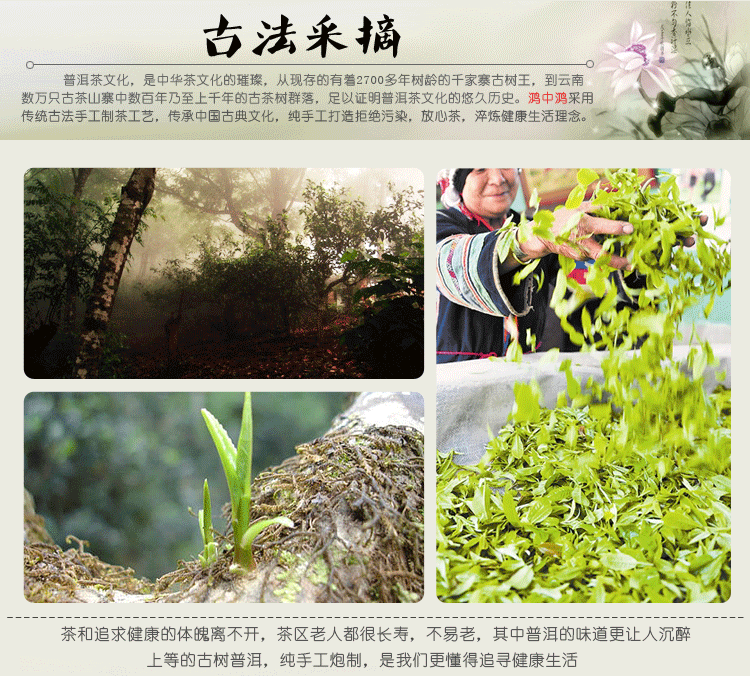 古法采摘
普洱茶文化，是中华茶文化的璀璨，从现存的有着2700多年树龄的千家寨古树王，到云南
数万只古茶山寨中数百年乃至上千年的古茶树群落，足以证明普洱茶文化的悠久历史。鸿中鸿采用
传统古法手工制茶工艺，传承中国古典文化，纯手工打造拒绝污染，放心茶，淬炼健康生活理念。
茶和追求健康的体魄离不开，茶区老人都很长寿，不易老，其中普洱的味道更让人沉醉
上等的古树普洱，纯手工炮制，是我们更懂得追寻健康生活